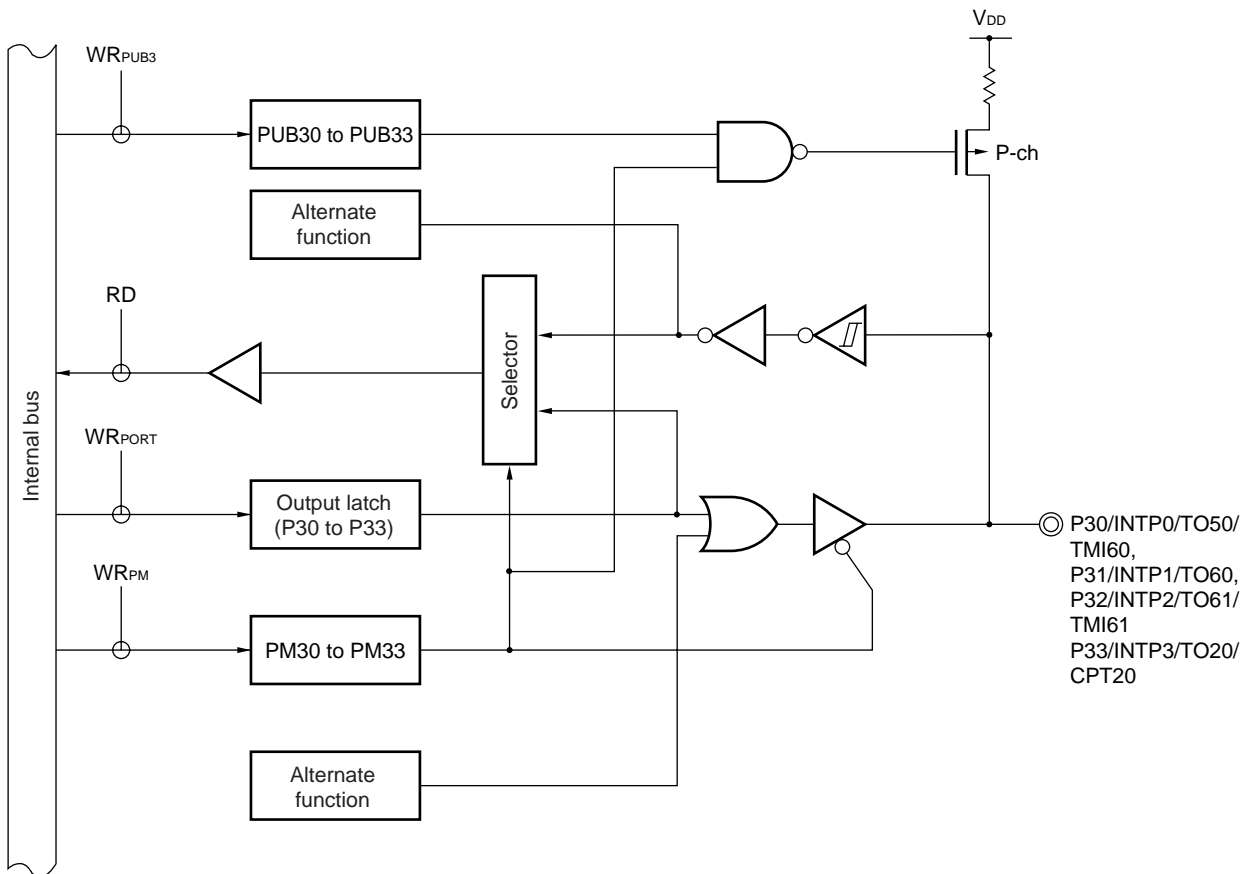 VDD
WRPUB3
PUB30 to PUB33
P-ch
Alternate
function
RD
Selector
Internal bus
WRPORT
Output latch
(P30 to P33)
P30/INTP0/TO50/
TMI60,
P31/INTP1/TO60,
P32/INTP2/TO61/
TMI61
P33/INTP3/TO20/
CPT20
WRPM
PM30 to PM33
Alternate
function